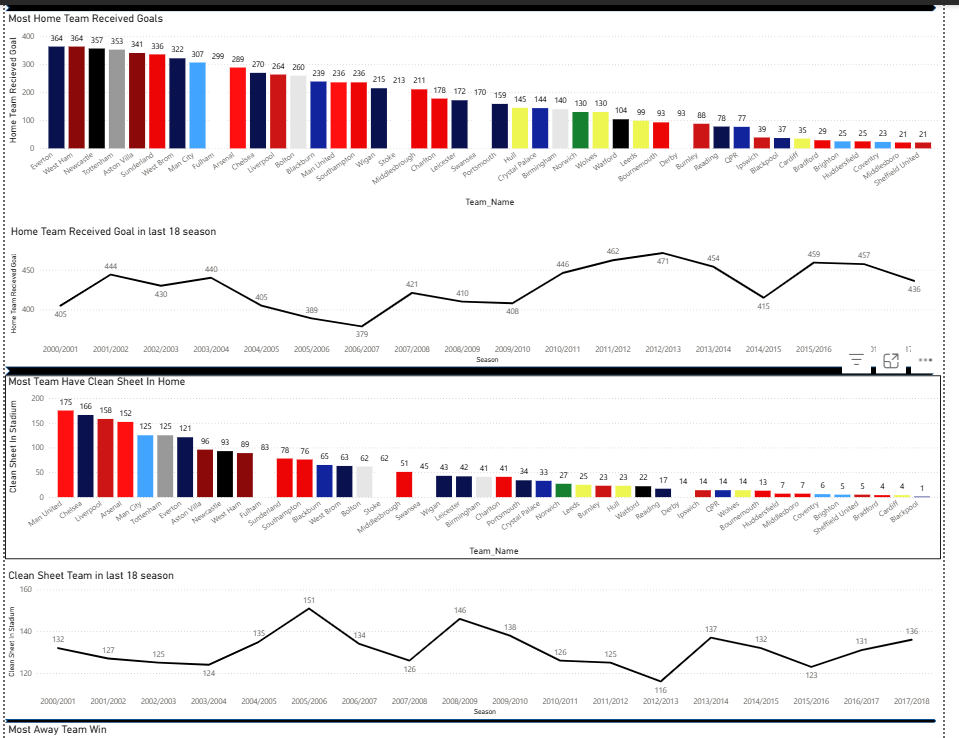 Most Home Team Received Goals
Home Team Recieved Goal
400
300
200
100
0
364 364 357 353 341 336 322 307 299 289 270 264 260 239 236 236 215 213 211 178 172 170 159 145 144 140 130 130 104 99 93 93 88 78 77 39 37 35 29 25 25 23 21 21
Everton West Ham Newcastle Tottenham Aston Villa Sunderland West Brom Man City Fulham Arsenal Chelsea Liverpool Bolton Blackburn Man United Southampton Wigan Stoke Middlesbrough Charlton Leicester Swansea Portsmouth Hull Crystal Palace Birmingham Norwich Wolves Watford Leeds Bournemouth Derby Burnley Reading QPR Ipswich Blackpool Cardiff Bradford Brighton Huddersfield Coventry Middlesboro Sheffield United
Team_Name
Home Team Received Goal in last 18 season
Home Team Recieved Goal
450
400
405 444 430 440 405 389 379 421 410 408 446 462 471 454 415 459 457 436
2000/2001 2001/2002 2002/2003 2003/2004 2004/2005 2005/2006 2006/2007 2007/2008 2008/2009 2009/2010 2010/2011 2011/2012 2012/2013 2013/2014 2014/2015 2015/2016
Season
Most Team Have Clean Sheet In Home
Clean Sheet In Stadium
200
150
100
50
0
175 166 158 152 125 125 121 96 93 89 83 78 76 65 63 62 62 51 45 43 42 41 41 34 33 27 25 23 23 22 17 14 14 14 14 13 7 7 6 5 5 4 4 1
Man United Chelsea Liverpool Arsenal Man City Tottenham Everton Aston Villa Newcastle West Ham Fulham Sunderland Southampton Blackburn West Brom Bolton Stoke Middlesbrough Swansea Wigan Leicester Birmingham Charlton Portsmouth Crystal Palace Norwich Leeds Burnley Hull Watford Reading Derby Ipswich QPR Wolves Bournemouth Huddersfield Middlesboro Coventry Brighton Sheffield United Bradford Cardiff Blackpool
Team_Name
Clean Sheet Team in last 18 season
Clean Sheet In Stadium
160
140
120
132 127 125 124 135 151 134 126 146 138 126 125 116 137 132 123 131 136
2000/2001 2001/2002 2002/2003 2003/2004 2004/2005 2005/2006 2006/2007 2007/2008 2008/2009 2009/2010 2010/2011 2011/2012 2012/2013 2013/2014 2014/2015 2015/2016 2016/2017 2017/2018
Season
Most Away Team Win